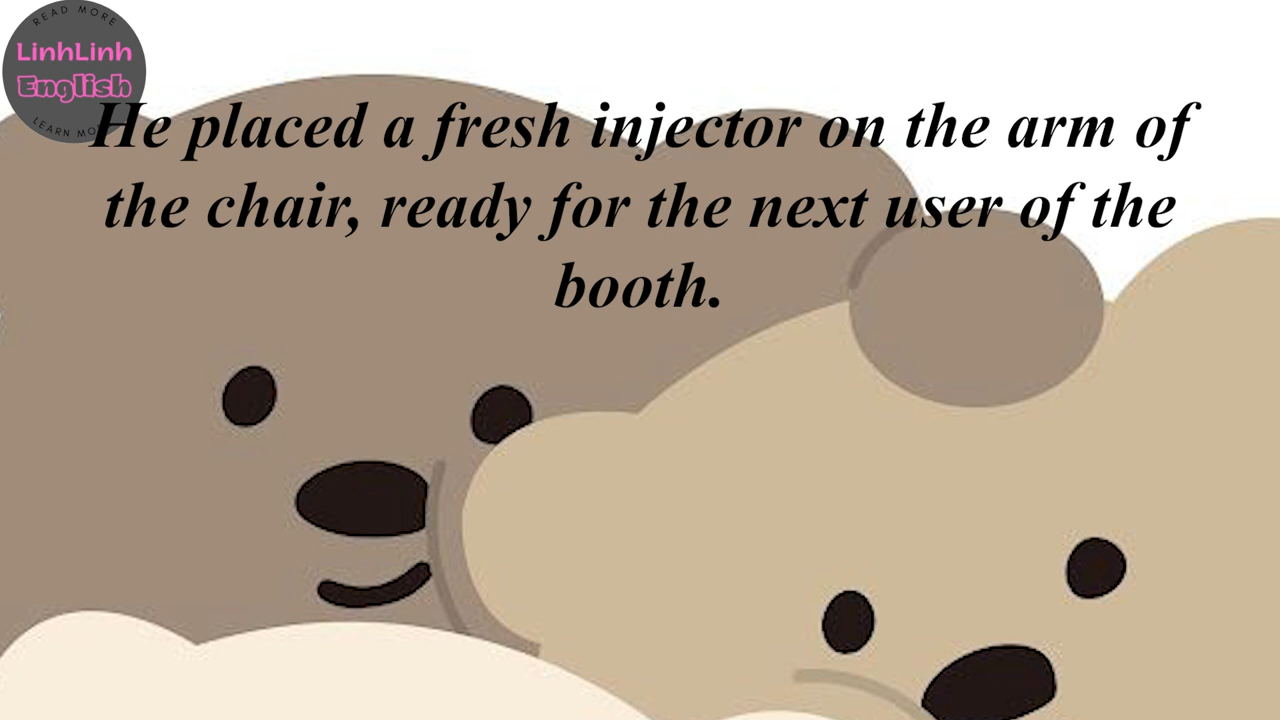 READ MORE
LinhLinh
English
LEARN MO
He placed a fresh injector on the arm of
the chair, ready for the next user of the
booth.